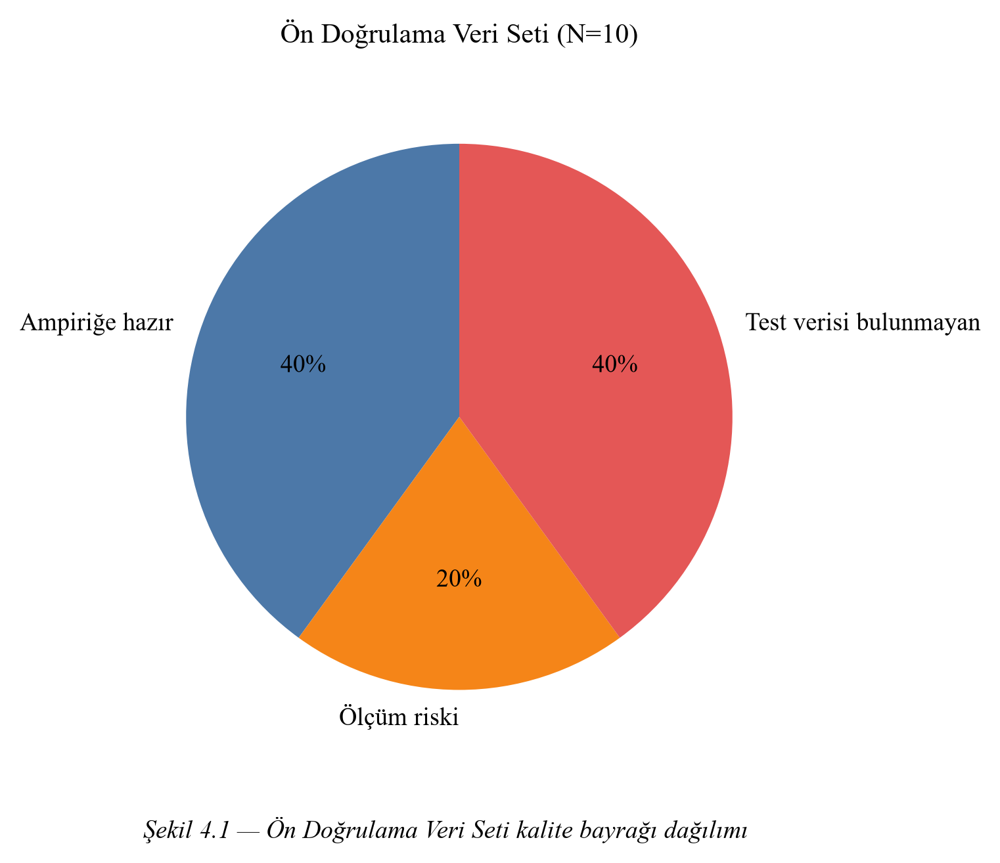 Ön Doğrulama Veri Seti (N=10)
Ampiriğe hazır
Test verisi bulunmayan
40%
40%
20%
Ölçüm riski
Şekil 4.1 — Ön Doğrulama Veri Seti kalite bayrağı dağılımı